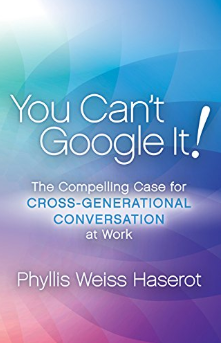 You Can't
Google It!
The Compelling Case for
CROSS-GENERATIONAL
CONVERSATION
at Work
Phyllis Weiss Haserot